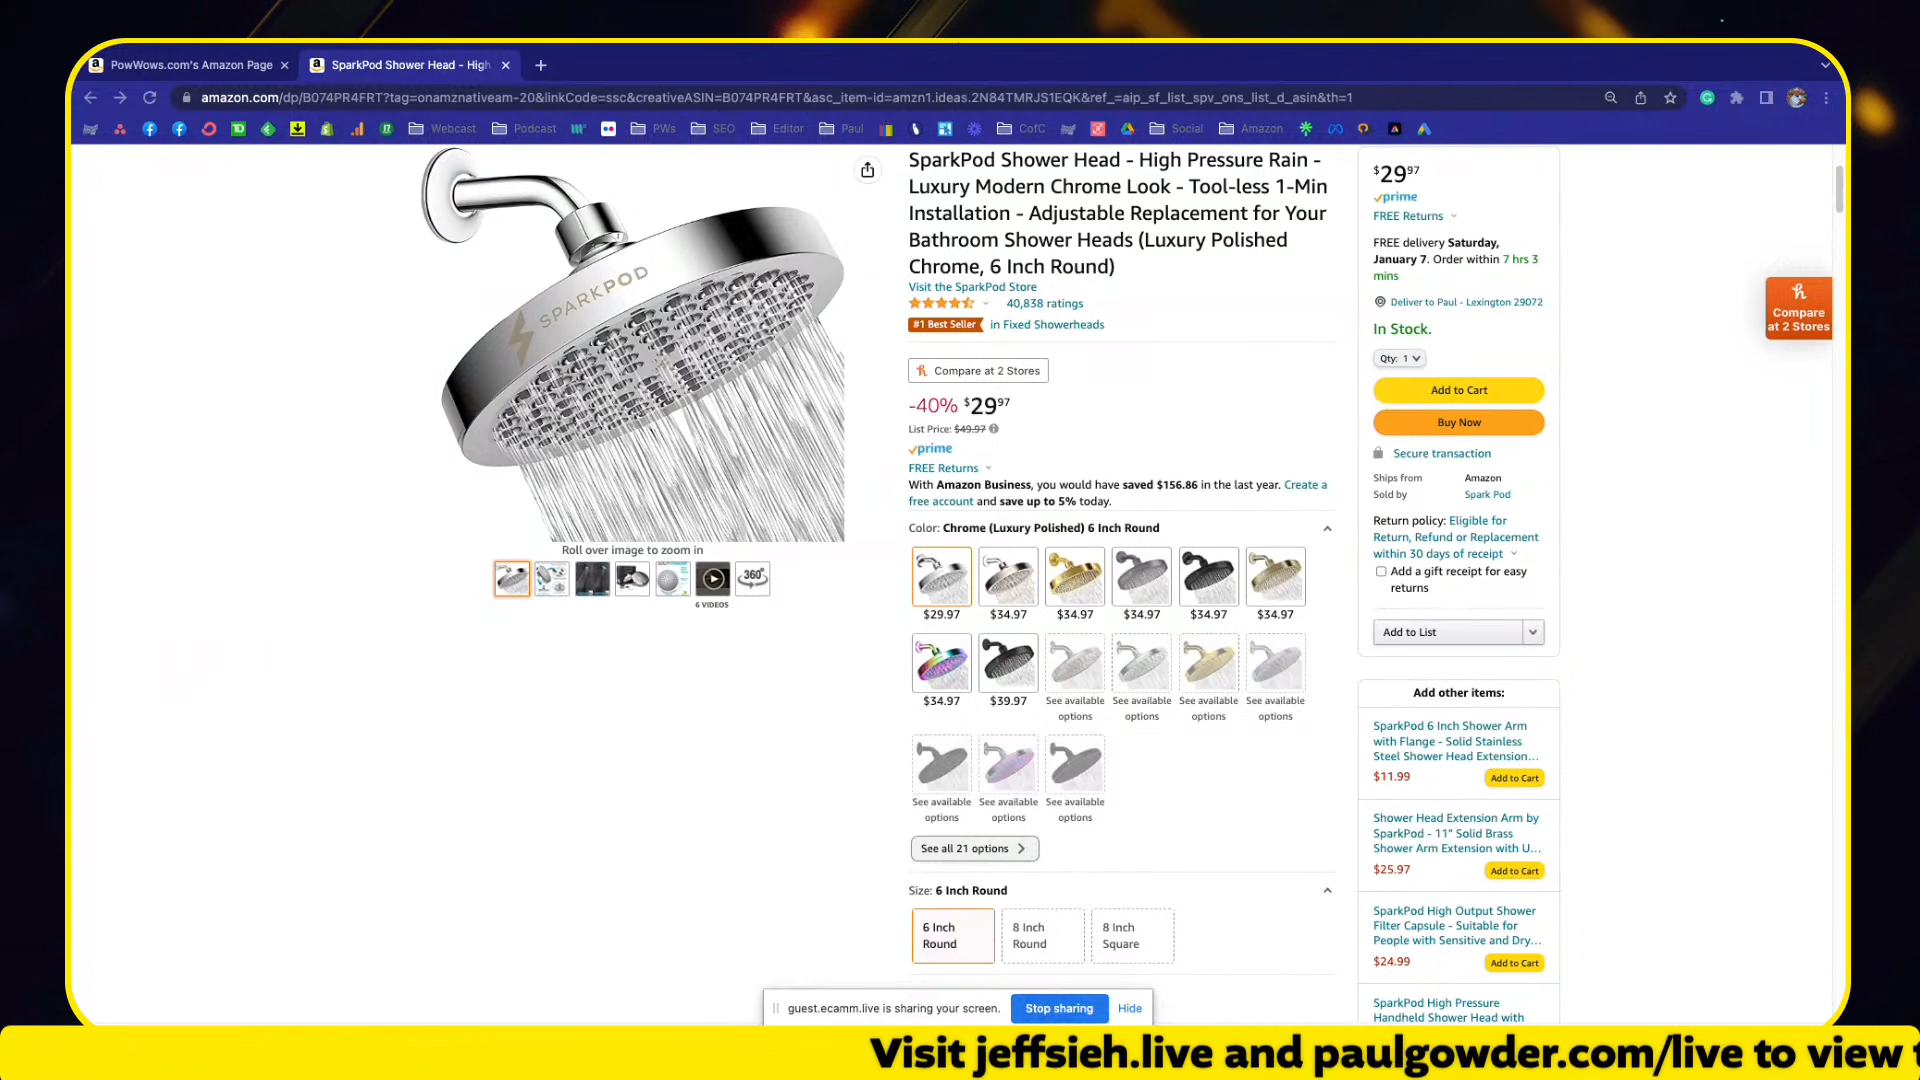 PowWows.com's Amazon Page
SparkPod Shower Head - High
amazon.com/dp/B074PR4FRT?tag=onamznativeam-20&linkCode=ssc&creativeASIN=B074PR4FRT&asc_item-id=amzn1.ideas.2N84TMRJS1EQK&ref_=aip_sf_list_spv_ons_list_d_asin&th=1
Webcast
Podcast
PWs
SEO
Editor
Paul
CofC
Social
Amazon
SPARKPOD
Roll over image to zoom in
360°
6 VIDEOS
SparkPod Shower Head - High Pressure Rain -
Luxury Modern Chrome Look - Tool-less 1-Min
Installation - Adjustable Replacement for Your
Bathroom Shower Heads (Luxury Polished
Chrome, 6 Inch Round)
Visit the SparkPod Store
40,838 ratings
#1 Best Seller in Fixed Showerheads
Compare at 2 Stores
-40% $29 97
List Price: $49.97
prime
FREE Returns
With Amazon Business, you would have saved $156.86 in the last year. Create a
free account and save up to 5% today.
Color: Chrome (Luxury Polished) 6 Inch Round
$29.97 $34.97 $34.97 $34.97 $34.97 $34.97
$34.97 $39.97 See available See available See available See available
options options options options
See available See available See available
options options options
See all 21 options
Size: 6 Inch Round
6 Inch
Round
8 Inch
Round
8 Inch
Square
$29 97
prime
FREE Returns
FREE delivery Saturday,
January 7. Order within 7 hrs 3
mins
Deliver to Paul - Lexington 29072
In Stock.
Qty: 1
Add to Cart
Buy Now
Secure transaction
Ships from Amazon
Sold by Spark Pod
Return policy: Eligible for
Return, Refund or Replacement
within 30 days of receipt
Add a gift receipt for easy
returns
Add to List
Add other items:
SparkPod 6 Inch Shower Arm
with Flange - Solid Stainless
Steel Shower Head Extension...
$11.99 Add to Cart
Shower Head Extension Arm by
SparkPod - 11" Solid Brass
Shower Arm Extension with U...
$25.97 Add to Cart
SparkPod High Output Shower
Filter Capsule - Suitable for
People with Sensitive and Dry...
$24.99 Add to Cart
SparkPod High Pressure
Handheld Shower Head with
Compare
at 2 Stores
guest.ecamm.live is sharing your screen. Stop sharing Hide
Visit jeffsieh.live and paulgowder.com/live to view